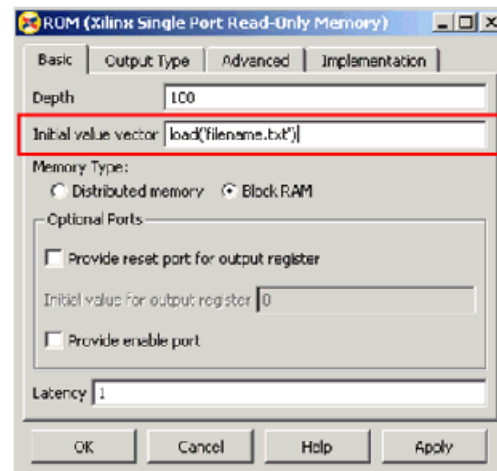 ROM (Xilinx Single Port Read-Only Memory)
Basic Output Type Advanced Implementation
Depth 100
Initial value vector load('filename.txt')
Memory Type:
Distributed memory Block RAM
Optional Ports
Provide reset port for output register
Initial value for output register 0
Provide enable port
Latency 1
OK Cancel Help Apply